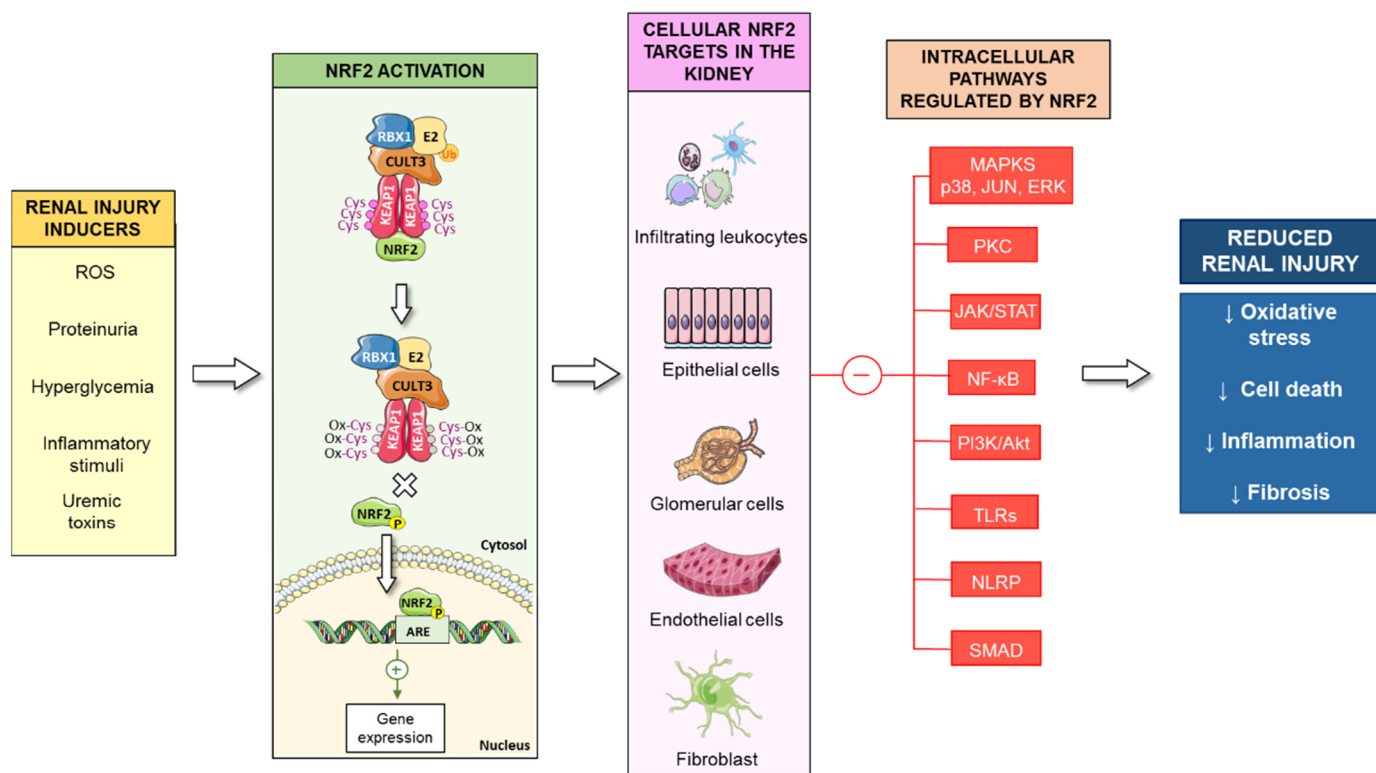 RENAL INJURY
INDUCERS
ROS
Proteinuria
Hyperglycemia
Inflammatory
stimuli
Uremic
toxins
NRF2 ACTIVATION
RBX1
E2
Ub
CULT3
KEAP1
KEAP1
Cys
Cys
Cys
Cys
Cys
Cys
NRF2
RBX1
E2
CULT3
KEAP1
KEAP1
Ox-Cys
Ox-Cys
Ox-Cys
Cys-Ox
Cys-Ox
Cys-Ox
NRF2
P
Cytosol
NRF2
P
ARE
+
Gene
expression
Nucleus
CELLULAR NRF2
TARGETS IN THE
KIDNEY
Infiltrating leukocytes
Epithelial cells
Glomerular cells
Endothelial cells
Fibroblast
INTRACELLULAR
PATHWAYS
REGULATED BY NRF2
−
MAPKS
p38, JUN, ERK
PKC
JAK/STAT
NF-κB
PI3K/Akt
TLRs
NLRP
SMAD
REDUCED
RENAL INJURY
↓ Oxidative
stress
↓ Cell death
↓ Inflammation
↓ Fibrosis